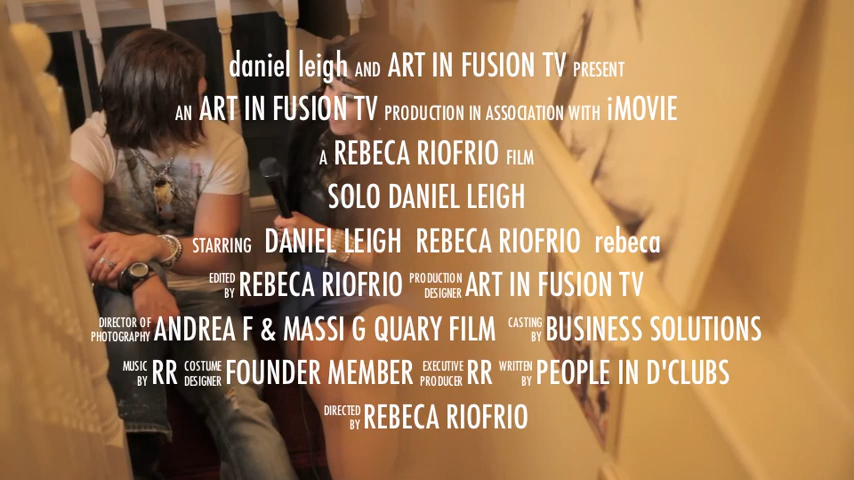 daniel leigh AND ART IN FUSION TV PRESENT
AN ART IN FUSION TV PRODUCTION IN ASSOCIATION WITH iMOVIE
A REBECA RIOFRIO FILM
SOLO DANIEL LEIGH
STARRING DANIEL LEIGH REBECA RIOFRIO rebeca
EDITED BY REBECA RIOFRIO PRODUCTION DESIGNER ART IN FUSION TV
DIRECTOR OF PHOTOGRAPHY ANDREA F & MASSI G QUARY FILM CASTING BY BUSINESS SOLUTIONS
MUSIC BY RR COSTUME DESIGNER FOUNDER MEMBER EXECUTIVE PRODUCER RR WRITTEN BY PEOPLE IN D'CLUBS
DIRECTED BY REBECA RIOFRIO